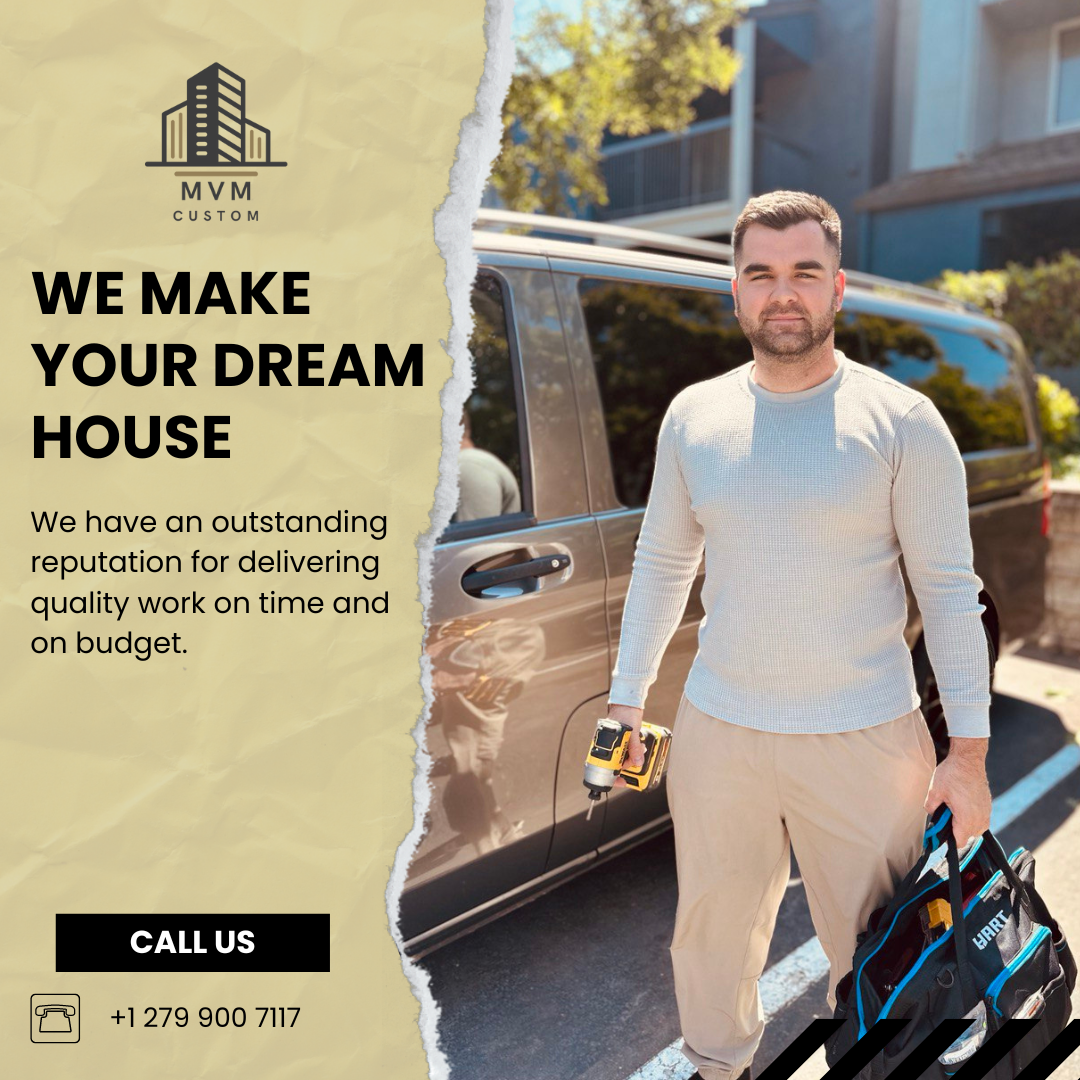 MVM
CUSTOM
WE MAKE
YOUR DREAM
HOUSE
We have an outstanding
reputation for delivering
quality work on time and
on budget.
CALL US
+1 279 900 7117
HART